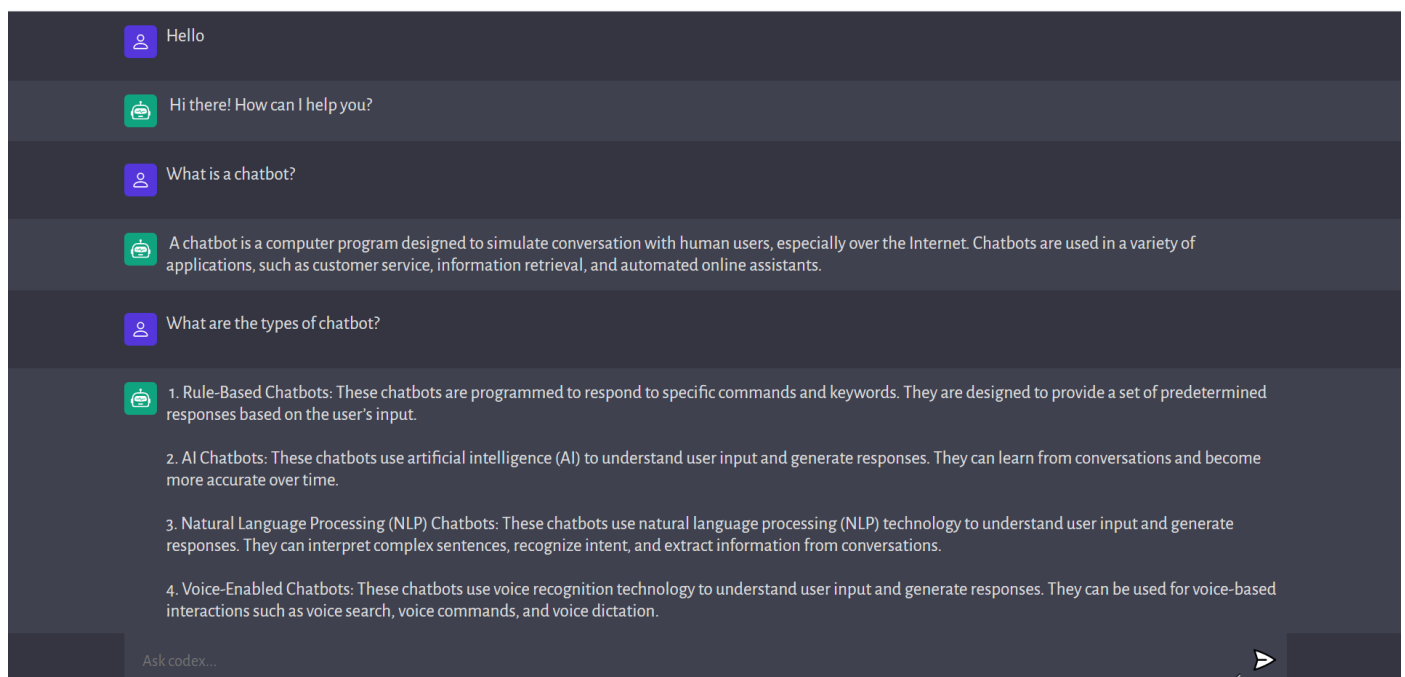 Hello
Hi there! How can I help you?
What is a chatbot?
A chatbot is a computer program designed to simulate conversation with human users, especially over the Internet. Chatbots are used in a variety of
applications, such as customer service, information retrieval, and automated online assistants.
What are the types of chatbot?
1. Rule-Based Chatbots: These chatbots are programmed to respond to specific commands and keywords. They are designed to provide a set of predetermined
responses based on the user's input.
2. AI Chatbots: These chatbots use artificial intelligence (AI) to understand user input and generate responses. They can learn from conversations and become
more accurate over time.
3. Natural Language Processing (NLP) Chatbots: These chatbots use natural language processing (NLP) technology to understand user input and generate
responses. They can interpret complex sentences, recognize intent, and extract information from conversations.
4. Voice-Enabled Chatbots: These chatbots use voice recognition technology to understand user input and generate responses. They can be used for voice-based
interactions such as voice search, voice commands, and voice dictation.
Ask codex...